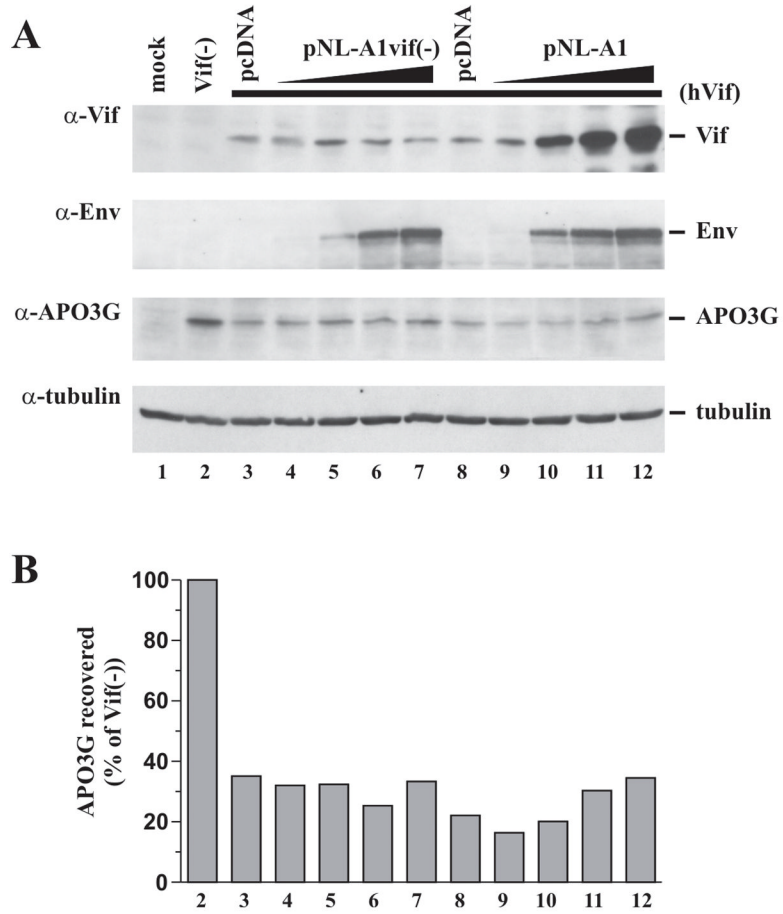 A
mock
Vif(-)
pcDNA
pNL-A1vif(-)
pcDNA
pNL-A1
(hVif)
α-Vif
Vif
α-Env
Env
α-APO3G
APO3G
α-tubulin
tubulin
1 2 3 4 5 6 7 8 9 10 11 12
B
APO3G recovered
(% of Vif(-))
100
80
60
40
20
0
2 3 4 5 6 7 8 9 10 11 12